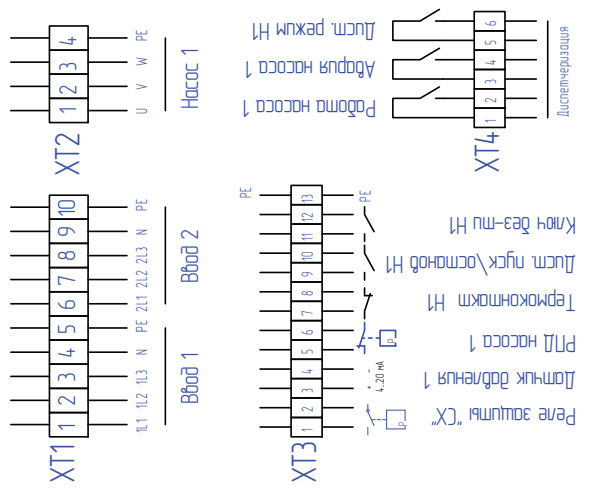 XT1
1 2 3 4 5 6 7 8 9 10
1L1 1L2 1L3 N PE 2L1 2L2 2L3 N PE
Ввод 1
Ввод 2
XT2
1 2 3 4
U V W PE
Насос 1
XT3
1 2 3 4 5 6 7 8 9 10 11 12 13
PE
PE
Реле защиты "СХ"
P
Датчик давления 1
+ -
4..20 мА
РПД насоса 1
P
Термоконтакт Н1
Дист. пуск\останов Н1
Ключ без-ти Н1
XT4
1 2 3 4 5 6
Работа насоса 1
Авария насоса 1
Дист. режим Н1
Диспетчеризация